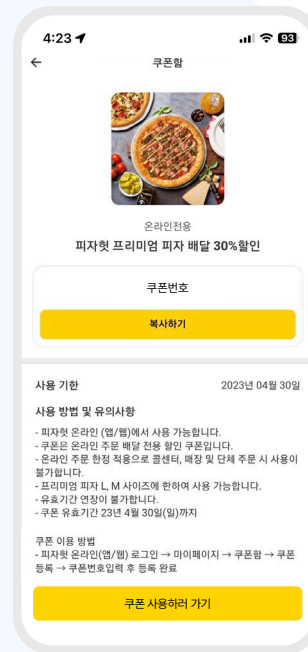 4:23
93
쿠폰함
온라인전용
피자헛 프리미엄 피자 배달 30%할인
쿠폰번호
복사하기
사용 기한 2023년 04월 30일
사용 방법 및 유의사항
- 피자헛 온라인 (앱/웹)에서 사용 가능합니다.
- 쿠폰은 온라인 주문 배달 전용 할인 쿠폰입니다.
- 온라인 주문 한정 적용으로 콜센터, 매장 및 단체 주문 시 사용이
불가합니다.
- 프리미엄 피자 L, M 사이즈에 한하여 사용 가능합니다.
- 유효기간 연장이 불가합니다.
- 쿠폰 유효기간 23년 4월 30일(일)까지
쿠폰 이용 방법
- 피자헛 온라인(앱/웹) 로그인 → 마이페이지 → 쿠폰함 → 쿠폰
등록 → 쿠폰번호입력 후 등록 완료
쿠폰 사용하러 가기